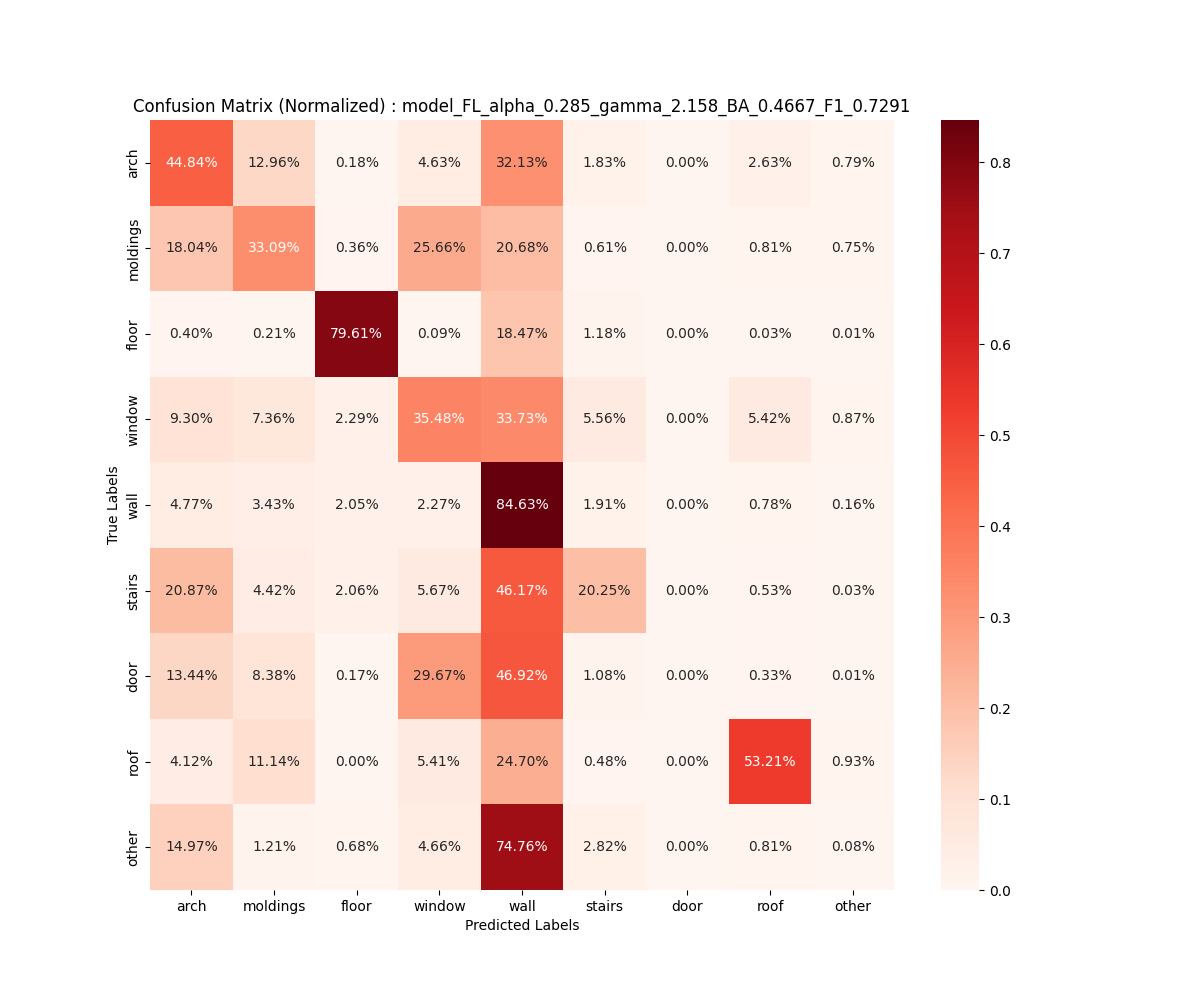 Confusion Matrix (Normalized) : model_FL_alpha_0.285_gamma_2.158_BA_0.4667_F1_0.7291
True Labels
arch 44.84% 12.96% 0.18% 4.63% 32.13% 1.83% 0.00% 2.63% 0.79%
moldings 18.04% 33.09% 0.36% 25.66% 20.68% 0.61% 0.00% 0.81% 0.75%
floor 0.40% 0.21% 79.61% 0.09% 18.47% 1.18% 0.00% 0.03% 0.01%
window 9.30% 7.36% 2.29% 35.48% 33.73% 5.56% 0.00% 5.42% 0.87%
wall 4.77% 3.43% 2.05% 2.27% 84.63% 1.91% 0.00% 0.78% 0.16%
stairs 20.87% 4.42% 2.06% 5.67% 46.17% 20.25% 0.00% 0.53% 0.03%
door 13.44% 8.38% 0.17% 29.67% 46.92% 1.08% 0.00% 0.33% 0.01%
roof 4.12% 11.14% 0.00% 5.41% 24.70% 0.48% 0.00% 53.21% 0.93%
other 14.97% 1.21% 0.68% 4.66% 74.76% 2.82% 0.00% 0.81% 0.08%
arch moldings floor window wall stairs door roof other
Predicted Labels
0.8
0.7
0.6
0.5
0.4
0.3
0.2
0.1
0.0